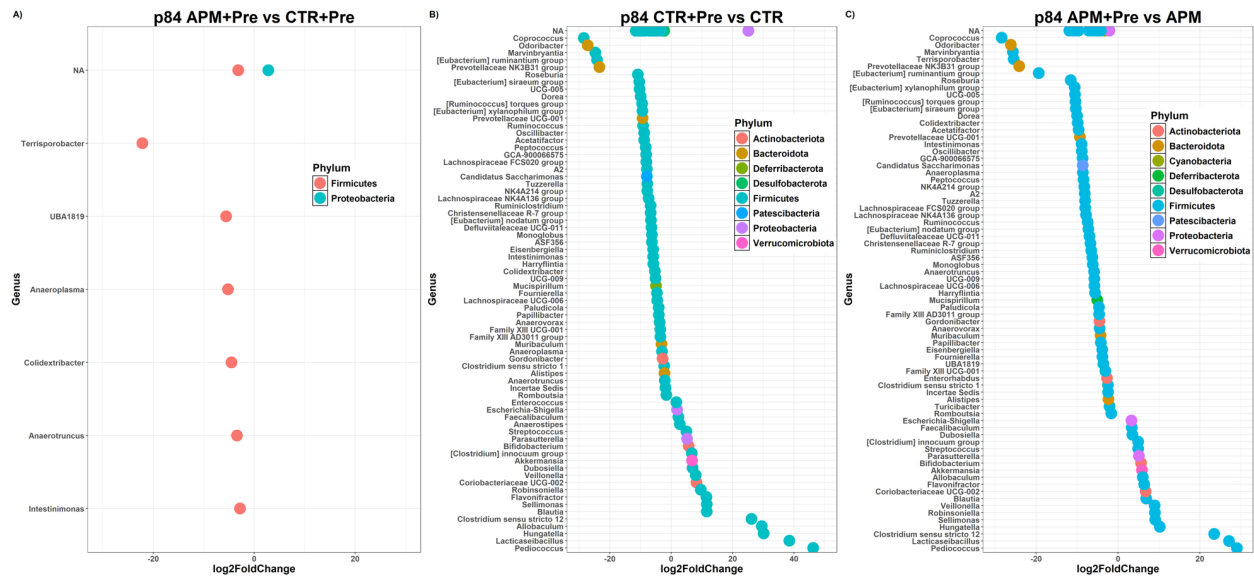 A)
p84 APM+Pre vs CTR+Pre
Genus
NA
Terrisporobacter
UBA1819
Anaeroplasma
Colidextribacter
Anaerotruncus
Intestinimonas
-20
0
20
log2FoldChange
Phylum
Firmicutes
Proteobacteria
B)
p84 CTR+Pre vs CTR
Genus
NA
Coprococcus
Odoribacter
Marvinbryantia
[Eubacterium] ruminantium group
Prevotellaceae NK3B31 group
Roseburia
[Eubacterium] siraeum group
UCG-005
Dorea
[Ruminococcus] torques group
[Eubacterium] xylanophilum group
Prevotellaceae UCG-001
Ruminococcus
Oscillibacter
Acetatifactor
Peptococcus
GCA-900066575
Lachnospiraceae FCS020 group
A2
Candidatus Saccharimonas
Tuzzerella
NK4A214 group
Lachnospiraceae NK4A136 group
Ruminiclostridium
Christensenellaceae R-7 group
[Eubacterium] nodatum group
Defluviitaleaceae UCG-011
Monoglobus
ASF356
Eisenbergiella
Intestinimonas
Harryflintia
Colidextribacter
UCG-009
Mucispirillum
Fournierella
Lachnospiraceae UCG-006
Paludicola
Papillibacter
Anaerovorax
Family XIII UCG-001
Family XIII AD3011 group
Muribaculum
Anaeroplasma
Gordonibacter
Clostridium sensu stricto 1
Alistipes
Anaerotruncus
Incertae Sedis
Romboutsia
Enterococcus
Escherichia-Shigella
Faecalibaculum
Anaerostipes
Streptococcus
Parasutterella
Bifidobacterium
[Clostridium] innocuum group
Akkermansia
Dubosiella
Veillonella
Coriobacteriaceae UCG-002
Robinsoniella
Flavonifractor
Sellimonas
Blautia
Clostridium sensu stricto 12
Allobaculum
Hungatella
Lacticaseibacillus
Pediococcus
-20
0
20
40
log2FoldChange
Phylum
Actinobacteriota
Bacteroidota
Deferribacterota
Desulfobacterota
Firmicutes
Patescibacteria
Proteobacteria
Verrucomicrobiota
C)
p84 APM+Pre vs APM
Genus
NA
Coprococcus
Odoribacter
Marvinbryantia
Terrisporobacter
Prevotellaceae NK3B31 group
[Eubacterium] ruminantium group
Roseburia
[Eubacterium] xylanophilum group
UCG-005
[Ruminococcus] torques group
[Eubacterium] siraeum group
Dorea
Colidextribacter
Acetatifactor
Prevotellaceae UCG-001
Intestinimonas
Oscillibacter
GCA-900066575
Candidatus Saccharimonas
Anaeroplasma
Peptococcus
NK4A214 group
A2
Tuzzerella
Lachnospiraceae FCS020 group
Lachnospiraceae NK4A136 group
Ruminococcus
[Eubacterium] nodatum group
Defluviitaleaceae UCG-011
Christensenellaceae R-7 group
Ruminiclostridium
ASF356
Monoglobus
Anaerotruncus
UCG-009
Lachnospiraceae UCG-006
Harryflintia
Mucispirillum
Paludicola
Family XIII AD3011 group
Gordonibacter
Anaerovorax
Muribaculum
Papillibacter
Eisenbergiella
Fournierella
UBA1819
Family XIII UCG-001
Enterorhabdus
Clostridium sensu stricto 1
Incertae Sedis
Alistipes
Turicibacter
Romboutsia
Escherichia-Shigella
Faecalibaculum
Dubosiella
[Clostridium] innocuum group
Streptococcus
Parasutterella
Bifidobacterium
Akkermansia
Allobaculum
Flavonifractor
Coriobacteriaceae UCG-002
Blautia
Veillonella
Robinsoniella
Sellimonas
Hungatella
Clostridium sensu stricto 12
Lacticaseibacillus
Pediococcus
-20
0
20
log2FoldChange
Phylum
Actinobacteriota
Bacteroidota
Cyanobacteria
Deferribacterota
Desulfobacterota
Firmicutes
Patescibacteria
Proteobacteria
Verrucomicrobiota